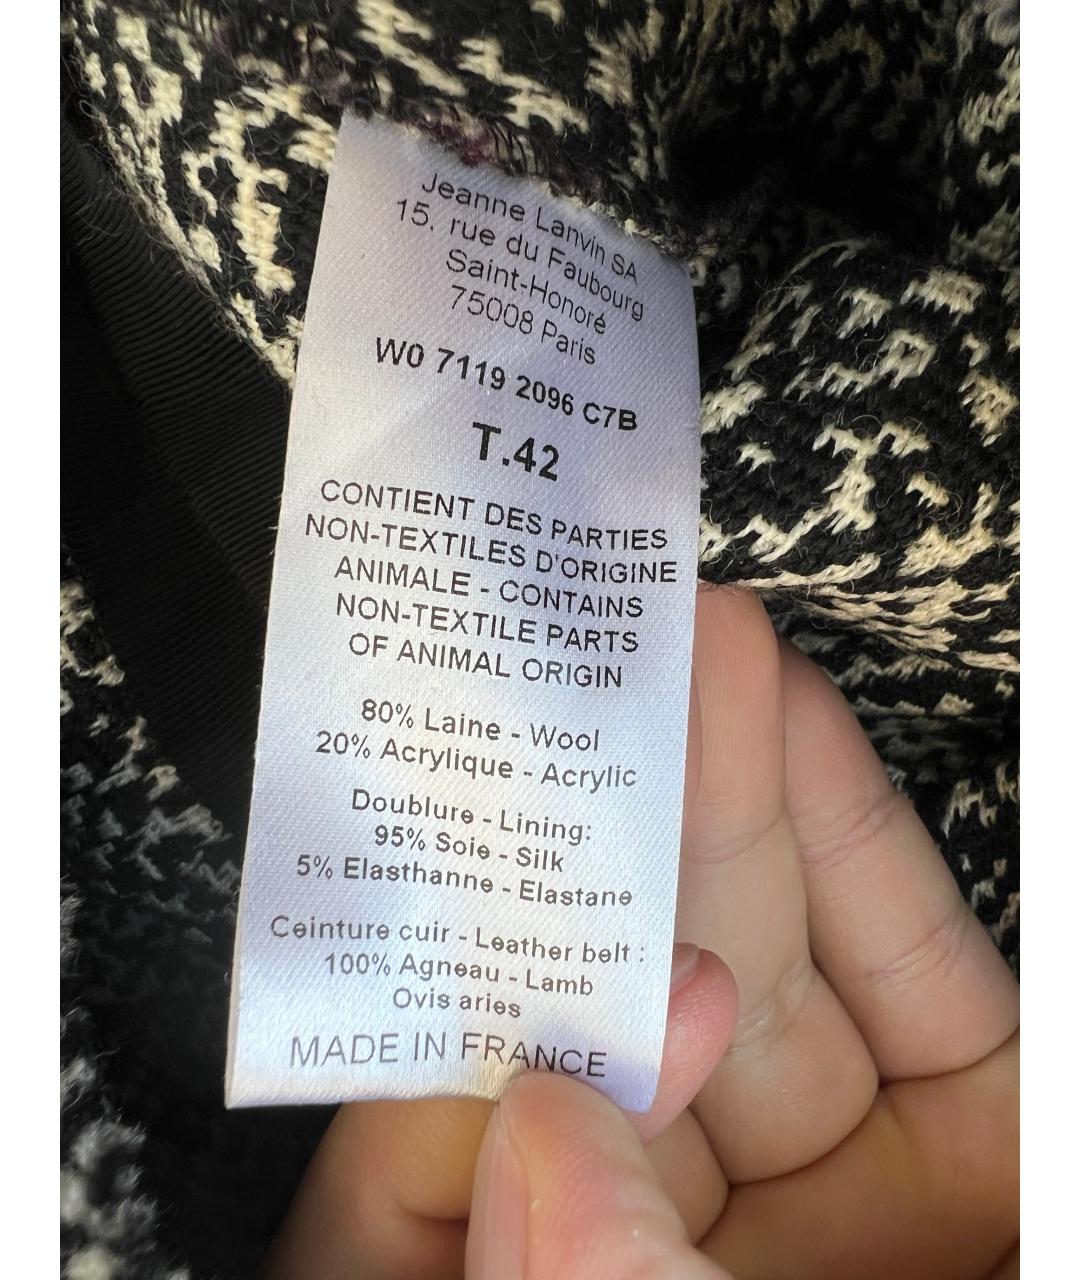 Jeanne Lanvin SA
15, rue du Faubourg
Saint-Honoré
75008 Paris
W0 7119 2096 C7B
T.42
CONTIENT DES PARTIES
NON-TEXTILES D'ORIGINE
ANIMALE - CONTAINS
NON-TEXTILE PARTS
OF ANIMAL ORIGIN
80% Laine - Wool
20% Acrylique - Acrylic
Doublure - Lining:
95% Soie - Silk
5% Elasthanne - Elastane
Ceinture cuir - Leather belt :
100% Agneau - Lamb
Ovis aries
MADE IN FRANCE